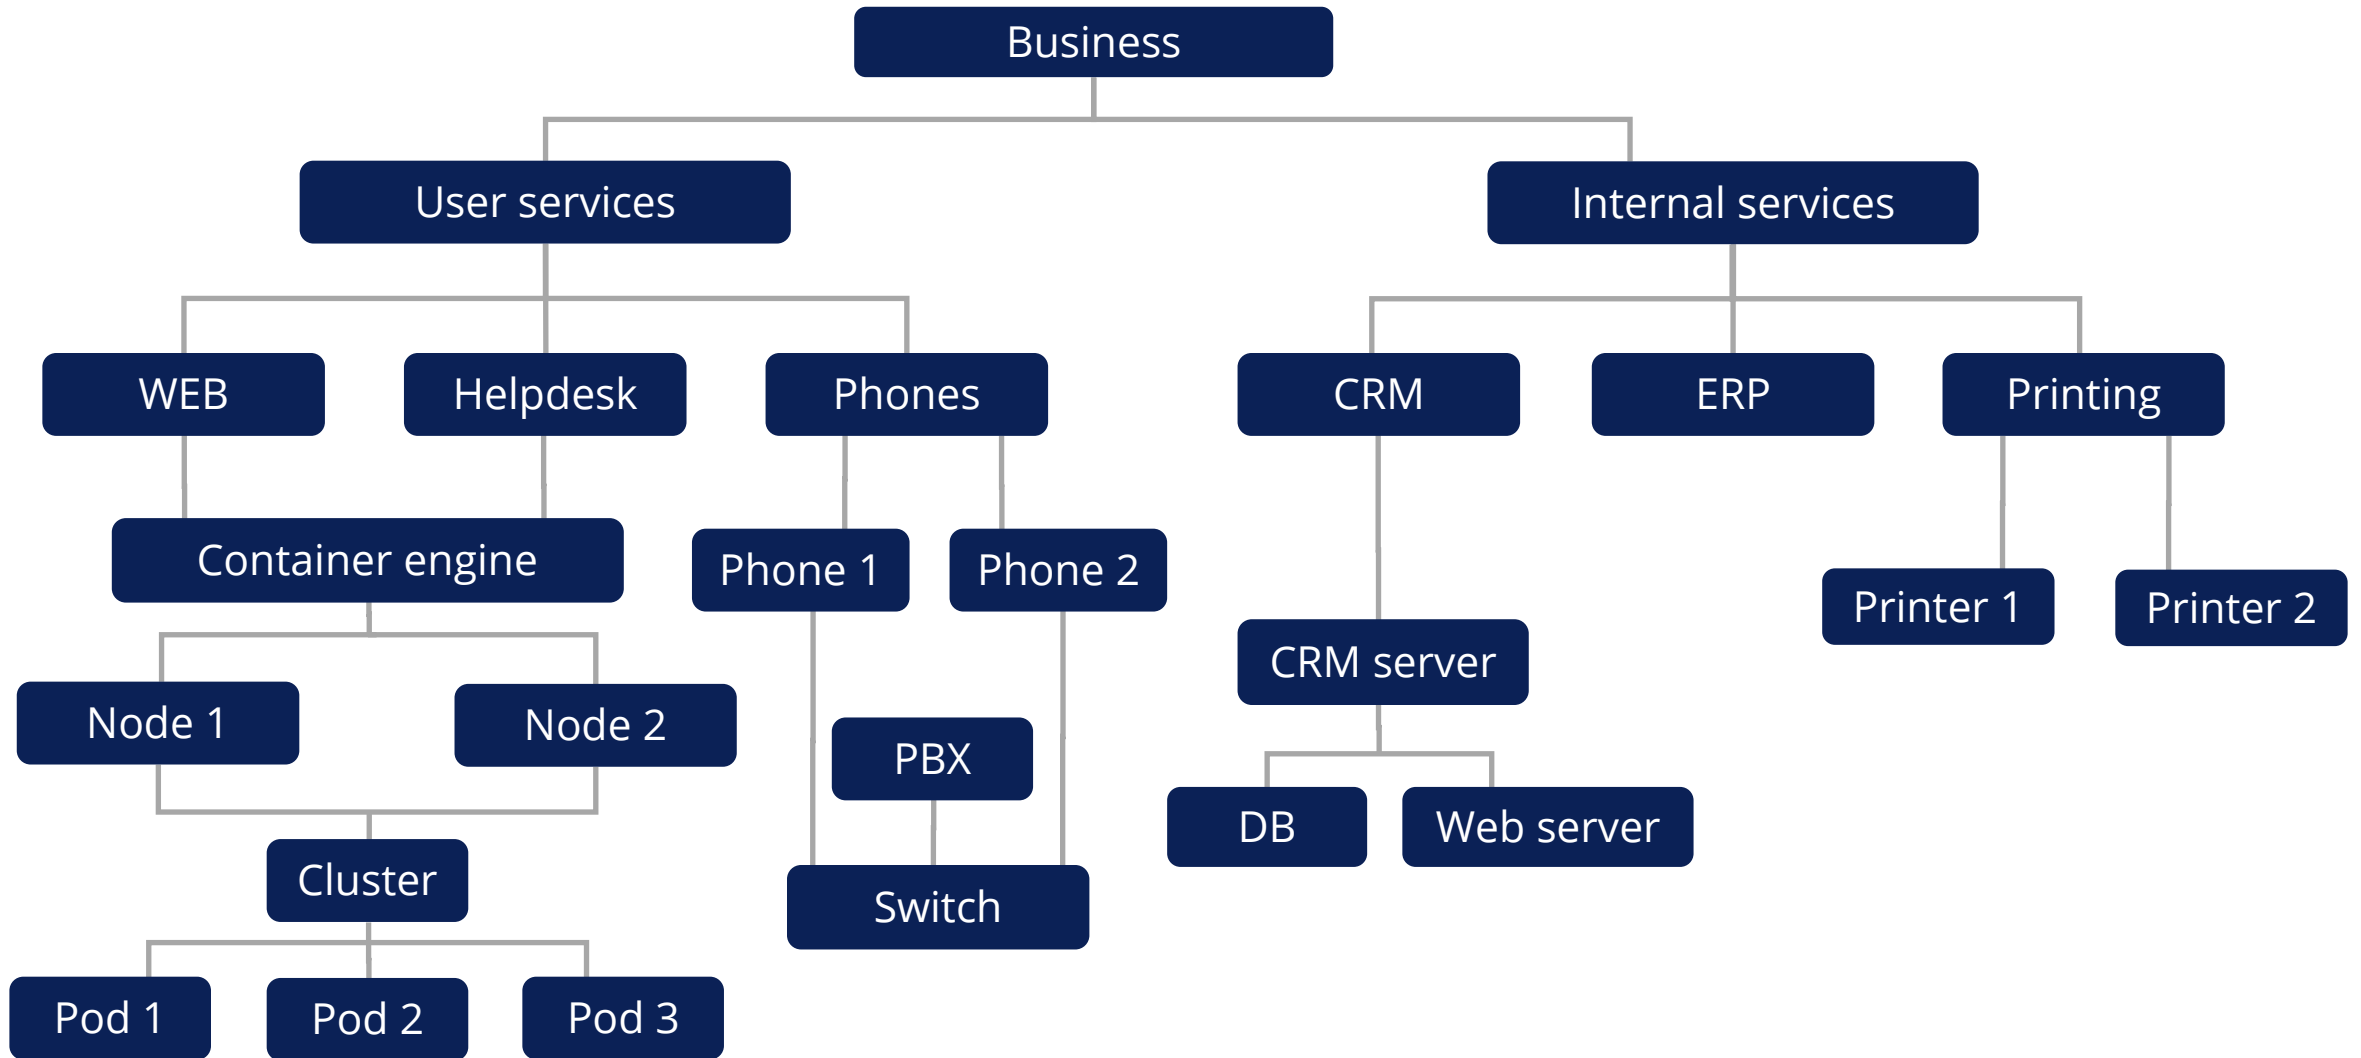 Business
User services
Internal services
WEB
Helpdesk
Phones
CRM
ERP
Printing
Container engine
Phone 1
Phone 2
Printer 1
Printer 2
CRM server
Node 1
Node 2
PBX
DB
Web server
Cluster
Switch
Pod 1
Pod 2
Pod 3